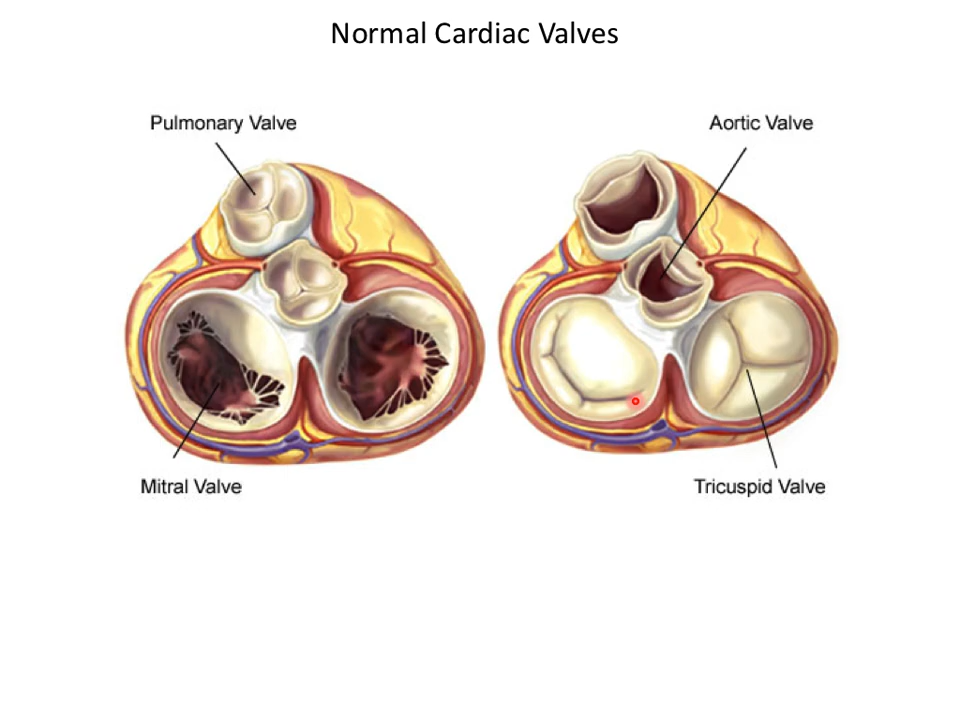 Normal Cardiac Valves
Pulmonary Valve
Aortic Valve
Mitral Valve
Tricuspid Valve